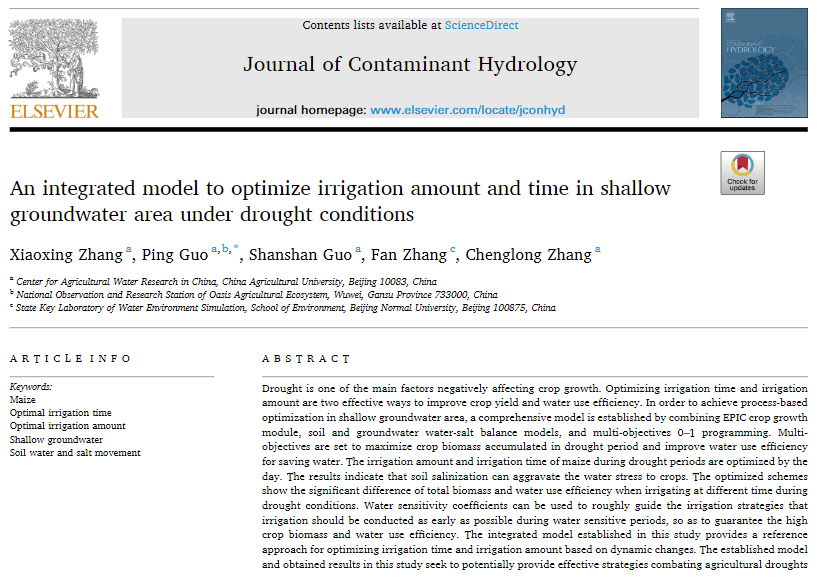 Contents lists available at ScienceDirect
Journal of Contaminant Hydrology
journal homepage: www.elsevier.com/locate/jconhyd
ELSEVIER
HYDROLOGY
Check for
updates
An integrated model to optimize irrigation amount and time in shallow
groundwater area under drought conditions
Xiaoxing Zhang a, Ping Guo a,b,*, Shanshan Guo a, Fan Zhang c, Chenglong Zhang a
a Center for Agricultural Water Research in China, China Agricultural University, Beijing 10083, China
b National Observation and Research Station of Oasis Agricultural Ecosystem, Wuwei, Gansu Province 733000, China
c State Key Laboratory of Water Environment Simulation, School of Environment, Beijing Normal University, Beijing 100875, China
ARTICLE INFO
Keywords:
Maize
Optimal irrigation time
Optimal irrigation amount
Shallow groundwater
Soil water and salt movement
ABSTRACT
Drought is one of the main factors negatively affecting crop growth. Optimizing irrigation time and irrigation
amount are two effective ways to improve crop yield and water use efficiency. In order to achieve process-based
optimization in shallow groundwater area, a comprehensive model is established by combining EPIC crop growth
module, soil and groundwater water-salt balance models, and multi-objectives 0–1 programming. Multi-
objectives are set to maximize crop biomass accumulated in drought period and improve water use efficiency
for saving water. The irrigation amount and irrigation time of maize during drought periods are optimized by the
day. The results indicate that soil salinization can aggravate the water stress to crops. The optimized schemes
show the significant difference of total biomass and water use efficiency when irrigating at different time during
drought conditions. Water sensitivity coefficients can be used to roughly guide the irrigation strategies that
irrigation should be conducted as early as possible during water sensitive periods, so as to guarantee the high
crop biomass and water use efficiency. The integrated model established in this study provides a reference
approach for optimizing irrigation time and irrigation amount based on dynamic changes. The established model
and obtained results in this study seek to potentially provide effective strategies combating agricultural droughts